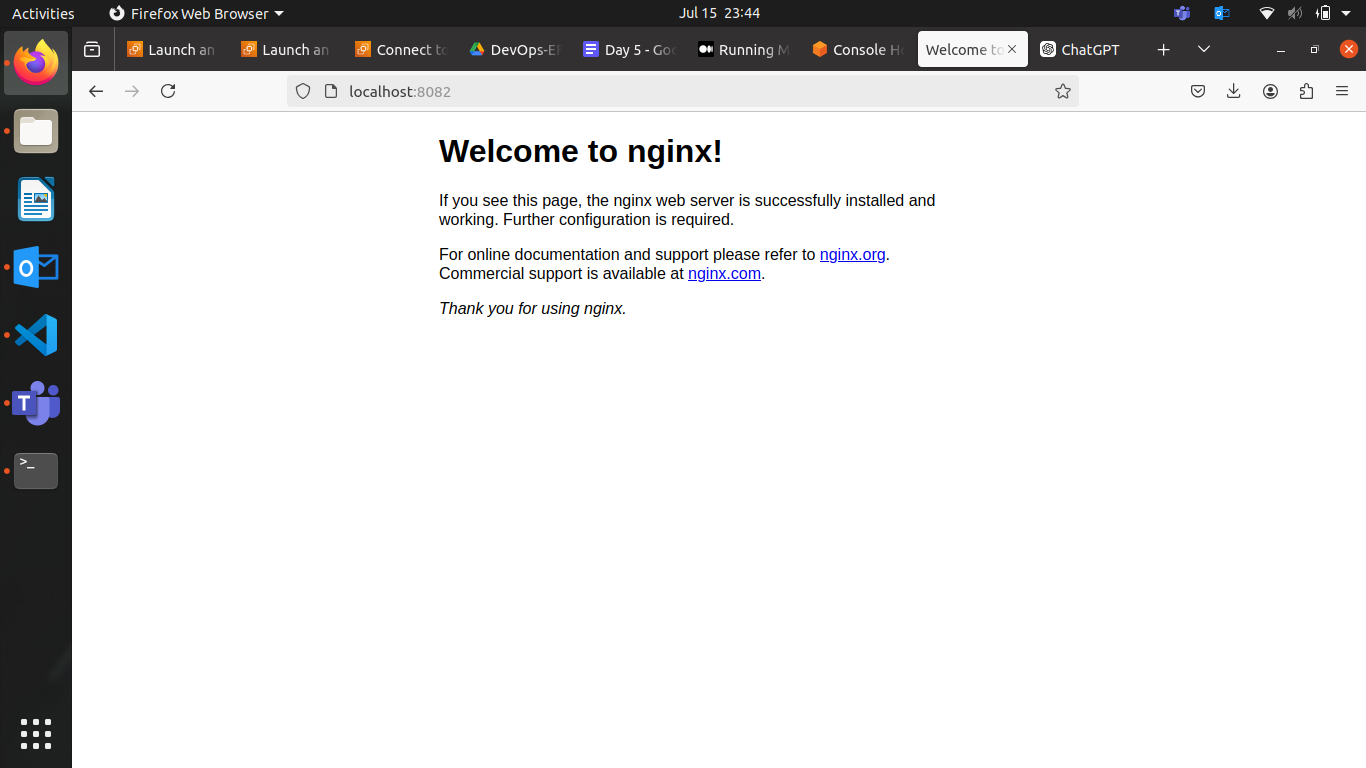 Activities
Firefox Web Browser
Jul 15 23:44
Launch an
Launch an
Connect to
DevOps-EF
Day 5 - Goo
Running M
Console Ho
Welcome to
ChatGPT
localhost:8082
Welcome to nginx!
If you see this page, the nginx web server is successfully installed and
working. Further configuration is required.
For online documentation and support please refer to nginx.org.
Commercial support is available at nginx.com.
Thank you for using nginx.